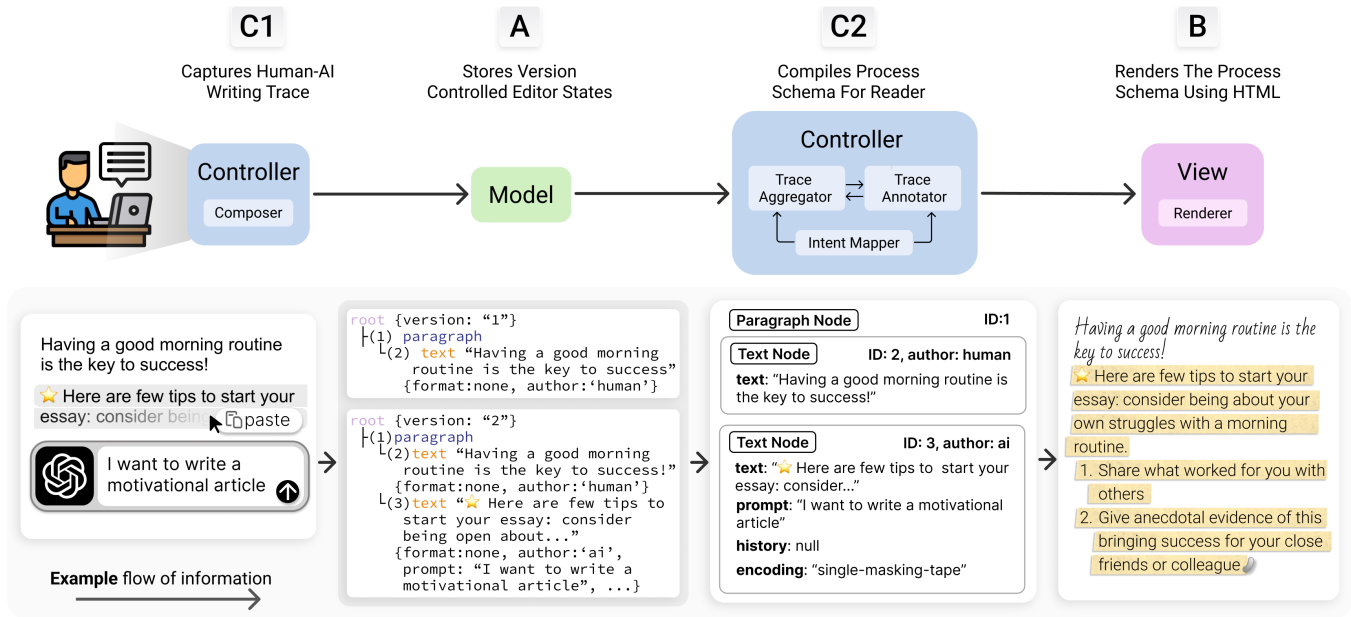 C1
A
C2
B
Captures Human-AI
Writing Trace
Stores Version
Controlled Editor States
Compiles Process
Schema For Reader
Renders The Process
Schema Using HTML
Controller
Composer
Model
Controller
Trace
Aggregator
Trace
Annotator
Intent Mapper
View
Renderer
Having a good morning routine
is the key to success!
⭐ Here are few tips to start your
essay: consider being
paste
I want to write a
motivational article
Example flow of information
root {version: “1”}
(1) paragraph
(2) text “Having a good morning
routine is the key to success”
{format:none, author:‘human’}
root {version: “2”}
(1)paragraph
(2)text “Having a good morning
routine is the key to success!”
{format:none, author:‘human’}
(3)text “⭐ Here are few tips to
start your essay: consider
being open about...”
{format:none, author:‘ai’,
prompt: “I want to write a
motivational article”, ...}
Paragraph Node ID:1
Text Node ID: 2, author: human
text: “Having a good morning routine is
the key to success!”
Text Node ID: 3, author: ai
text: “⭐ Here are few tips to start your
essay: consider...”
prompt: “I want to write a motivational
article”
history: null
encoding: “single-masking-tape”
Having a good morning routine is the
key to success!
⭐ Here are few tips to start your
essay: consider being about your
own struggles with a morning
routine.
1. Share what worked for you with
others
2. Give anecdotal evidence of this
bringing success for your close
friends or colleague